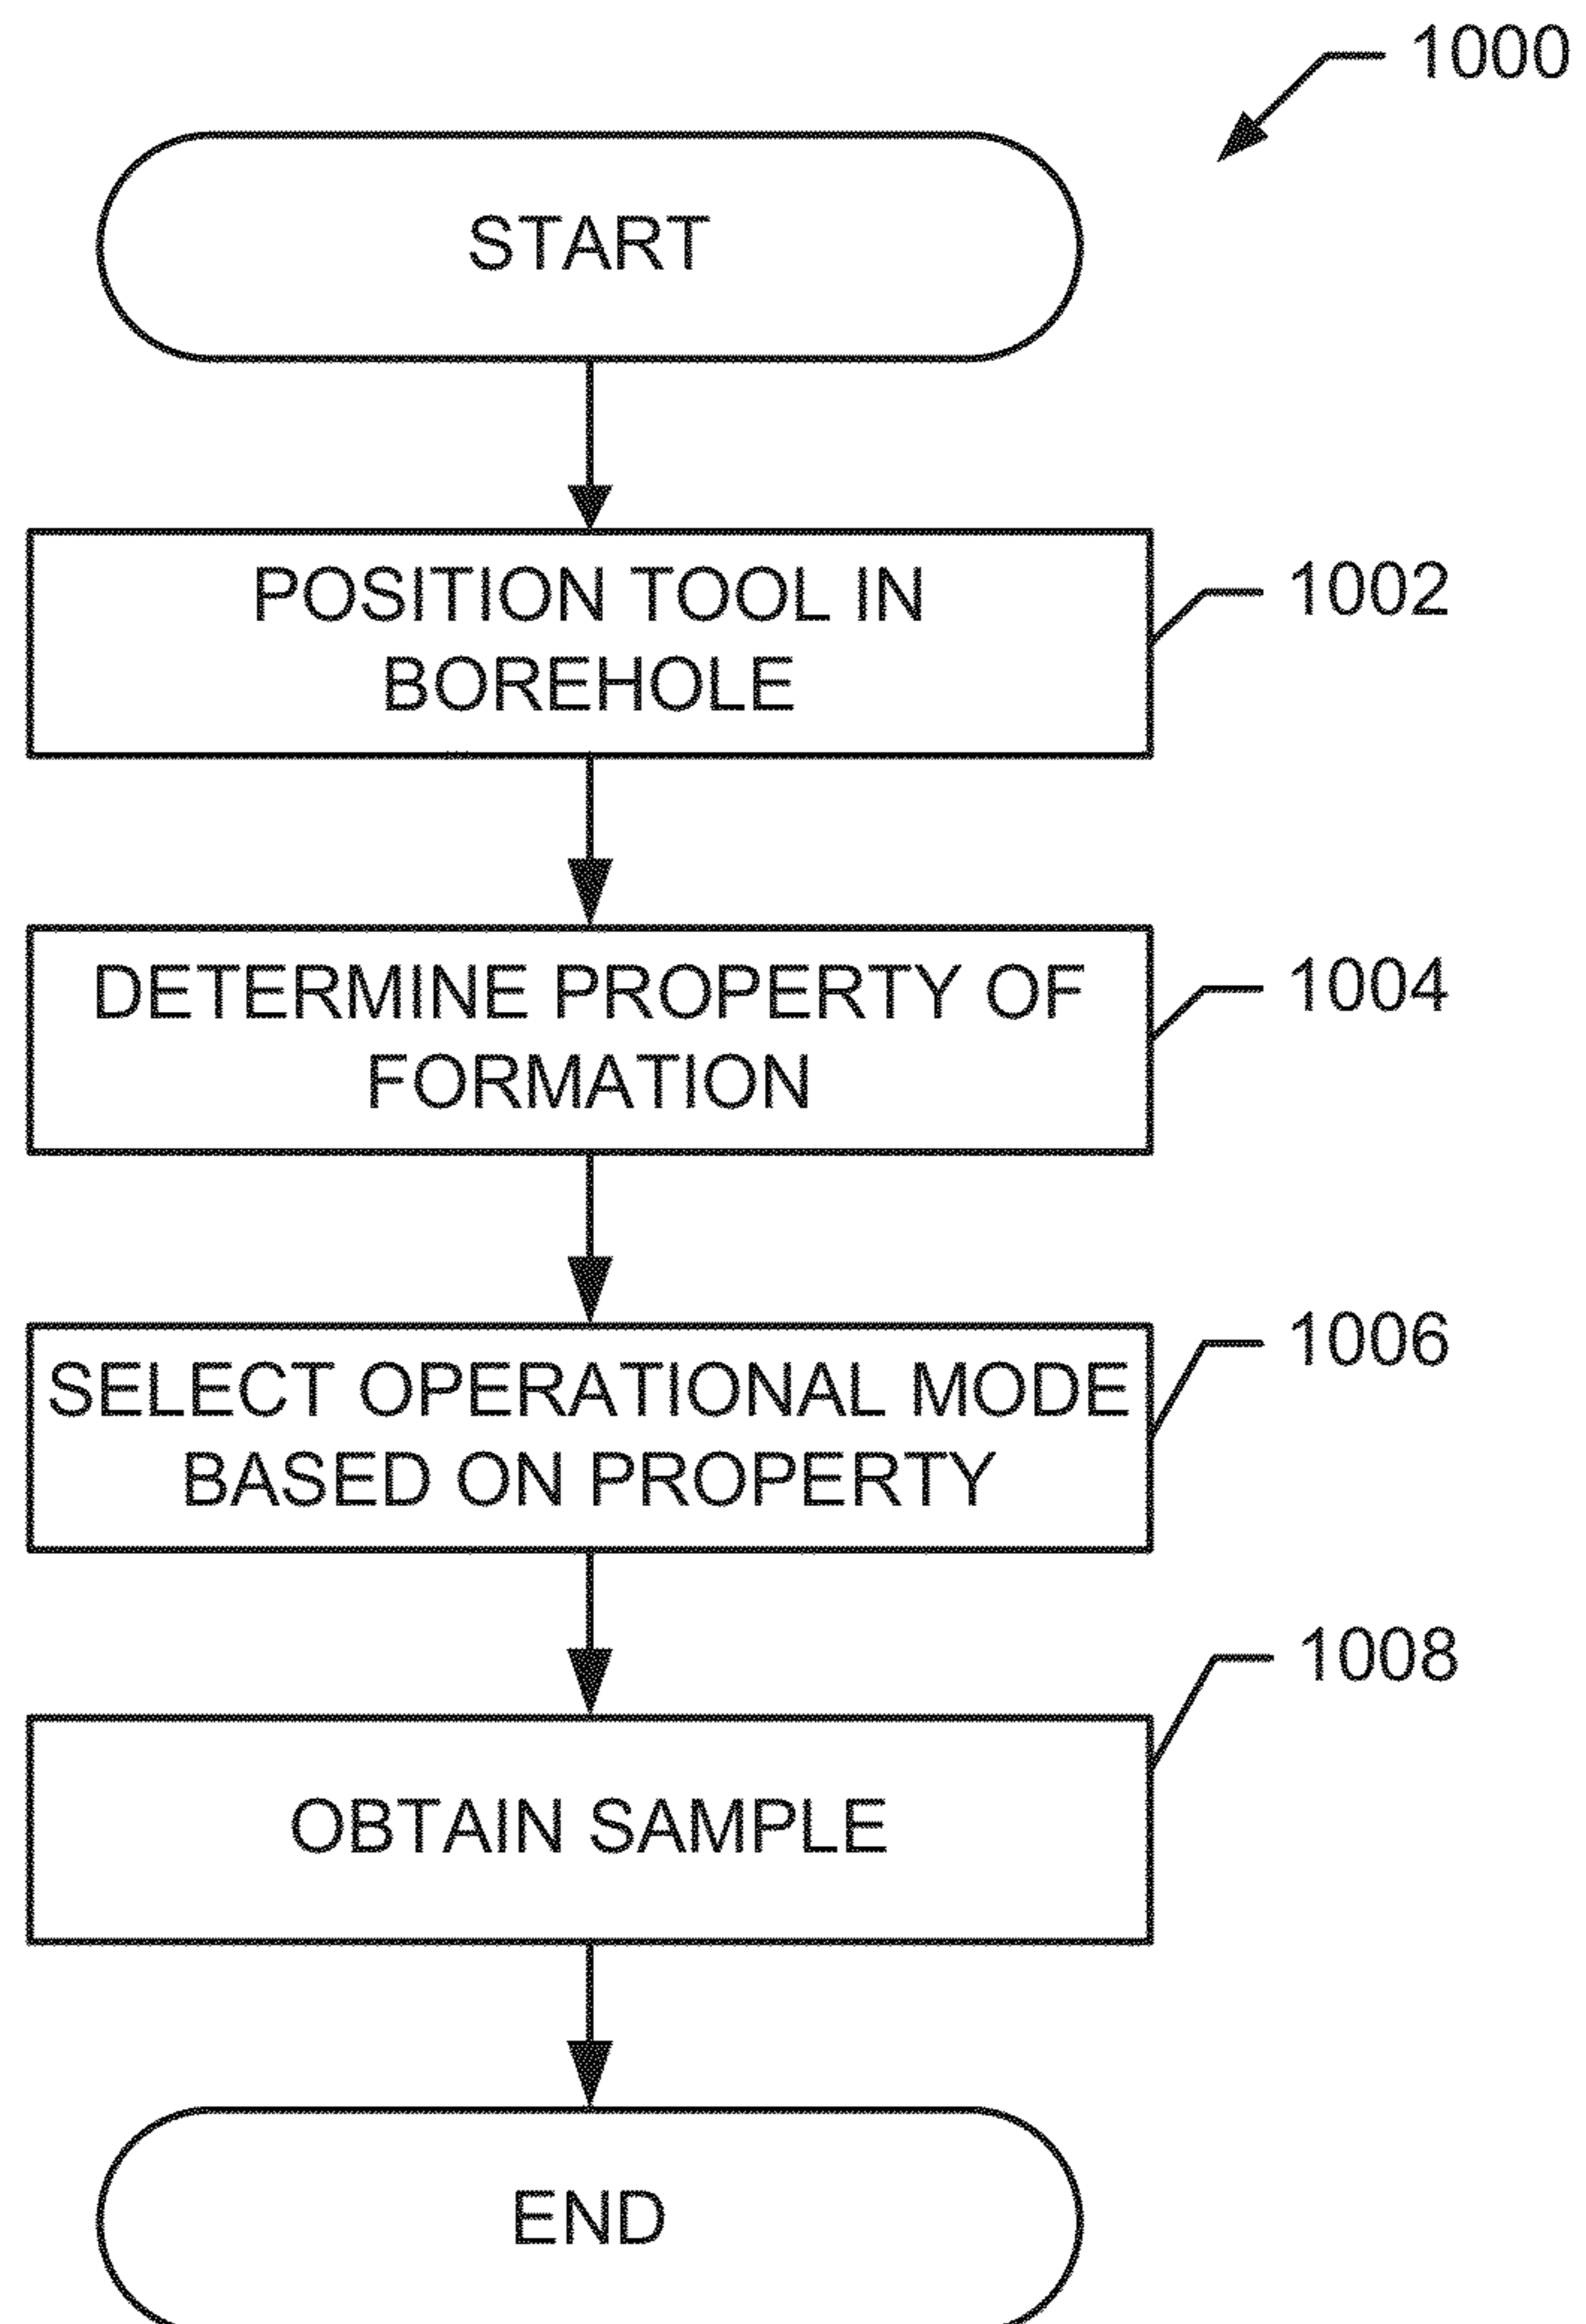 1000
START
POSITION TOOL IN
BOREHOLE
1002
DETERMINE PROPERTY OF
FORMATION
1004
SELECT OPERATIONAL MODE
BASED ON PROPERTY
1006
OBTAIN SAMPLE
1008
END